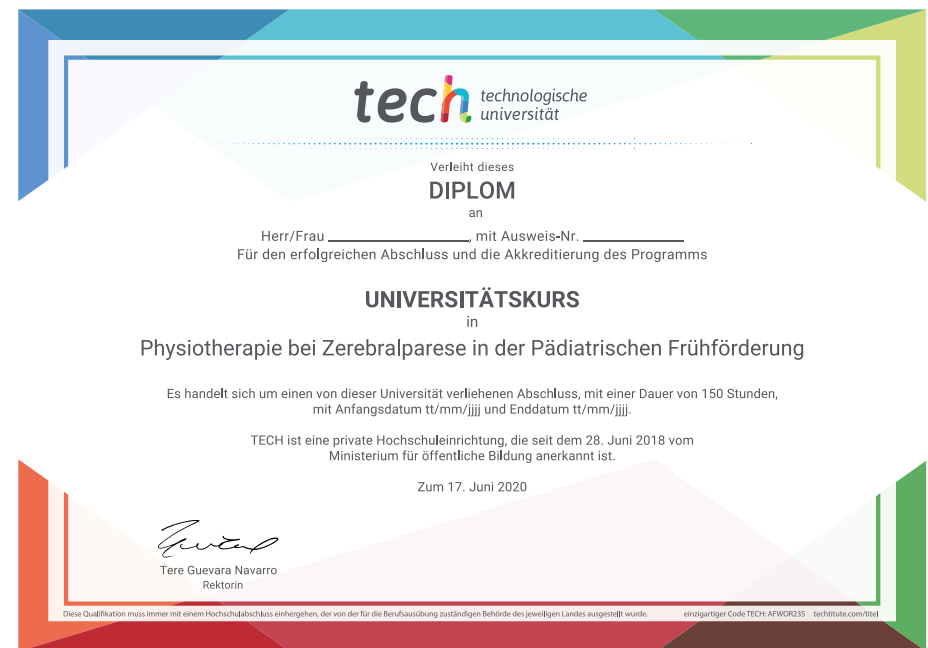 tech technologische
universität
Verleiht dieses
DIPLOM
an
Herr/Frau ____________________, mit Ausweis-Nr. ______________
Für den erfolgreichen Abschluss und die Akkreditierung des Programms
UNIVERSITÄTSKURS
in
Physiotherapie bei Zerebralparese in der Pädiatrischen Frühförderung
Es handelt sich um einen von dieser Universität verliehenen Abschluss, mit einer Dauer von 150 Stunden,
mit Anfangsdatum tt/mm/jjjj und Enddatum tt/mm/jjjj.
TECH ist eine private Hochschuleinrichtung, die seit dem 28. Juni 2018 vom
Ministerium für öffentliche Bildung anerkannt ist.
Zum 17. Juni 2020
Tere Guevara Navarro
Rektorin
Diese Qualifikation muss immer mit einem Hochschulabschluss einhergehen, der von der für die Berufsausübung zuständigen Behörde des jeweiligen Landes ausgestellt wurde. einzigartiger Code TECH: AFWOR23S techtitute.com/titel